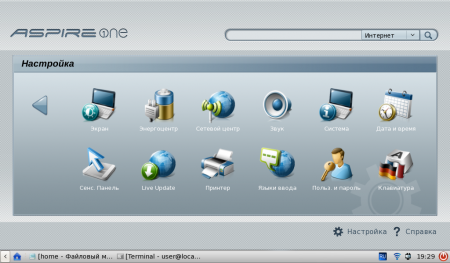 ASPIRE one
Интернет
Настройка
Экран
Энергоцентр
Сетевой центр
Звук
Система
Дата и время
Сенс. Панель
Live Update
Принтер
Языки ввода
Польз. и пароль
Клавиатура
Настройка
? Справка
[home - Файловый м...
[Terminal - user@loca...
RU
19:29